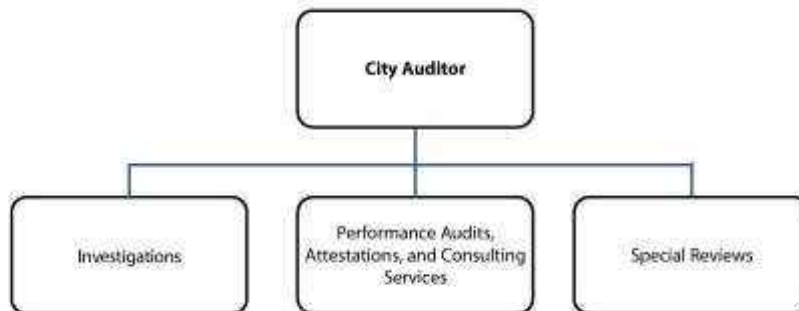 City Auditor
Investigations
Performance Audits,
Attestations, and Consulting
Services
Special Reviews